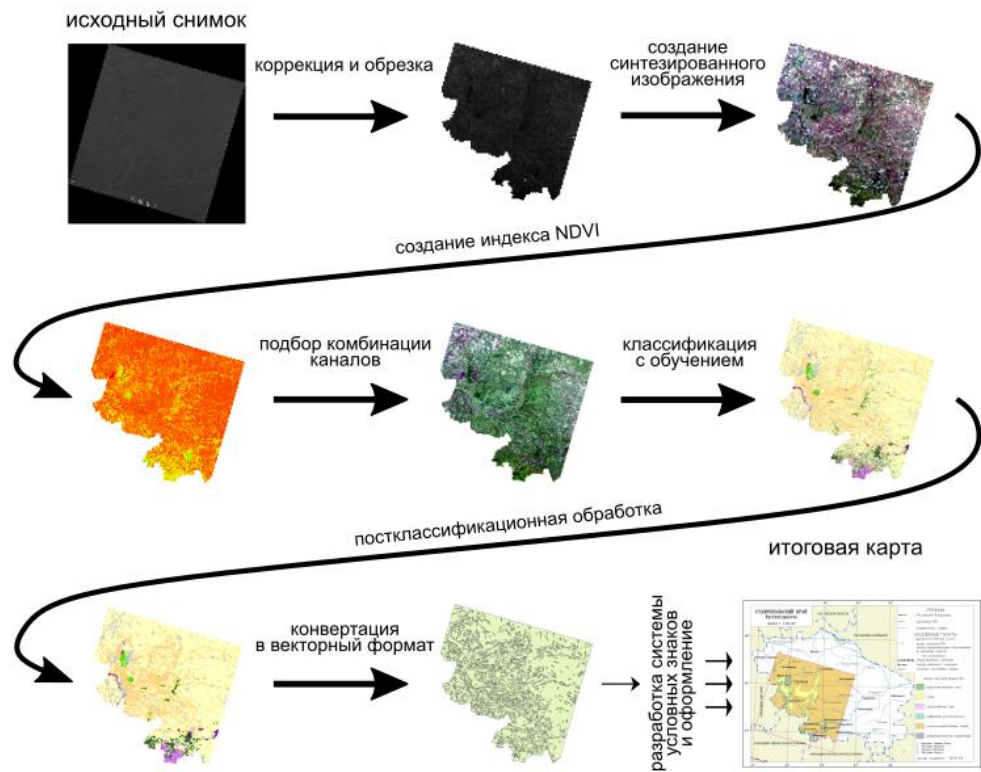 исходный снимок
коррекция и обрезка
создание
синтезированного
изображения
создание индекса NDVI
подбор комбинации
каналов
классификация
с обучением
постклассификационная обработка
итоговая карта
конвертация
в векторный формат
разработка системы
условных знаков
и оформление
СТАВРОПОЛЬСКИЙ КРАЙ